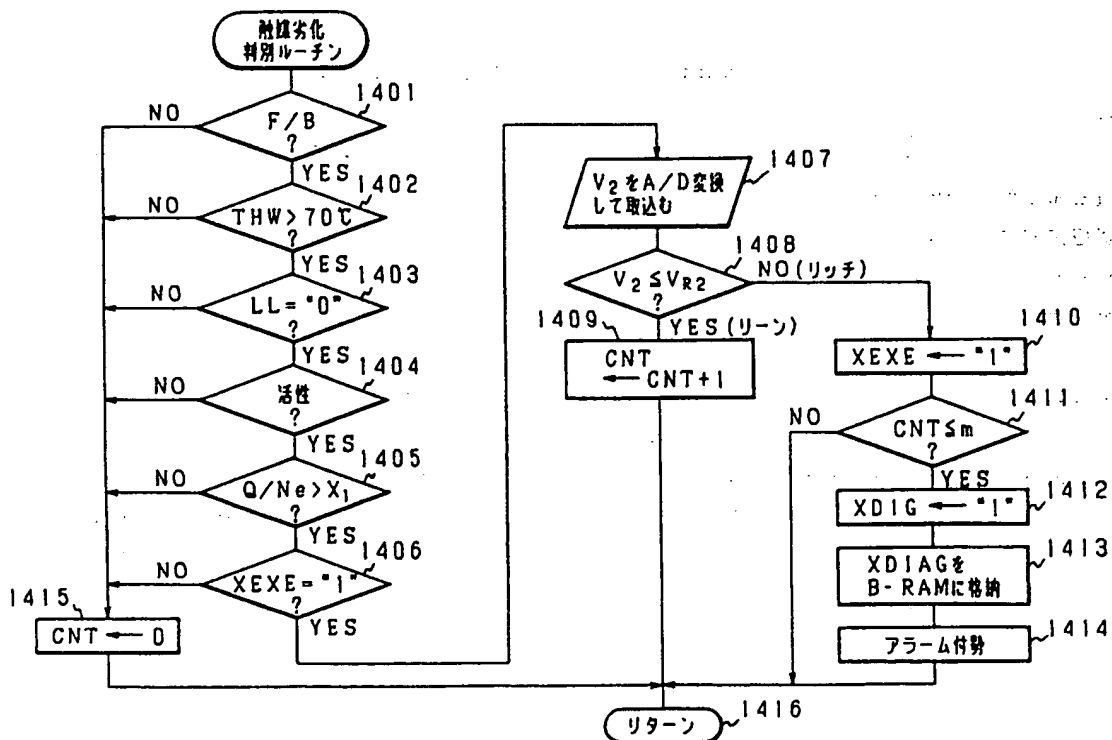 触媒劣化
判別ルーチン
1401
NO
F/B
?
YES
1402
NO
THW>70℃
?
YES
1403
NO
LL="0"
?
YES
1404
NO
活性
?
YES
1405
NO
Q/Ne>X1
?
YES
1406
NO
XEXE="1"
?
YES
1415
CNT ← 0
1407
V2をA/D変換
して取込む
1408
V2≦VR2
?
NO(リッチ)
YES(リーン)
1409
CNT
← CNT+1
1410
XEXE ← "1"
1411
NO
CNT≦m
?
YES
1412
XDIG ← "1"
1413
XDIAGを
B-RAMに格納
1414
アラーム付勢
リターン
1416